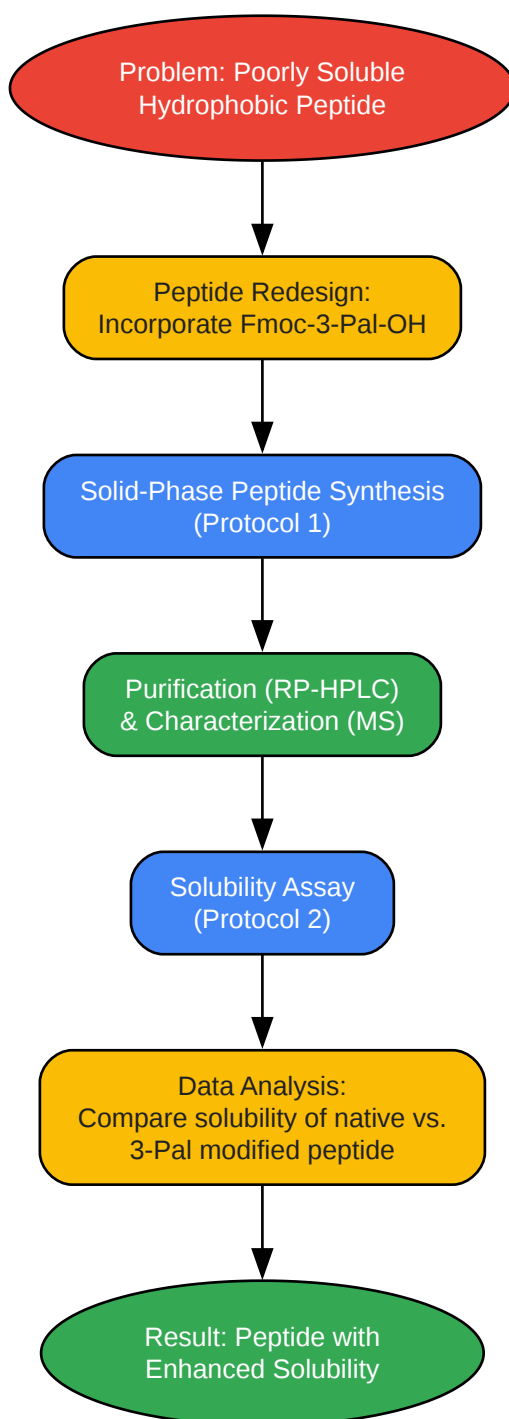 Problem: Poorly Soluble
Hydrophobic Peptide
Peptide Redesign:
Incorporate Fmoc-3-Pal-OH
Solid-Phase Peptide Synthesis
(Protocol 1)
Purification (RP-HPLC)
& Characterization (MS)
Solubility Assay
(Protocol 2)
Data Analysis:
Compare solubility of native vs.
3-Pal modified peptide
Result: Peptide with
Enhanced Solubility